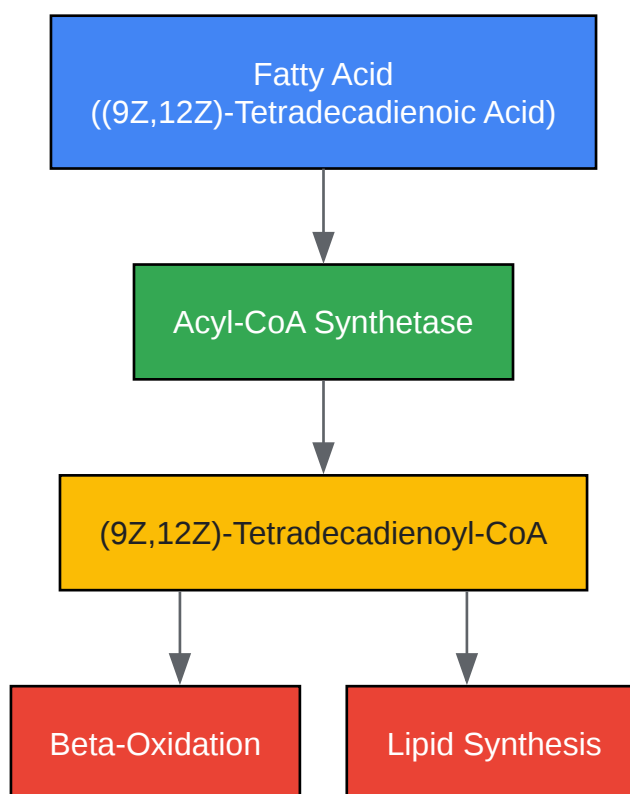 Fatty Acid
((9Z,12Z)-Tetradecadienoic Acid)
Acyl-CoA Synthetase
(9Z,12Z)-Tetradecadienoyl-CoA
Beta-Oxidation
Lipid Synthesis